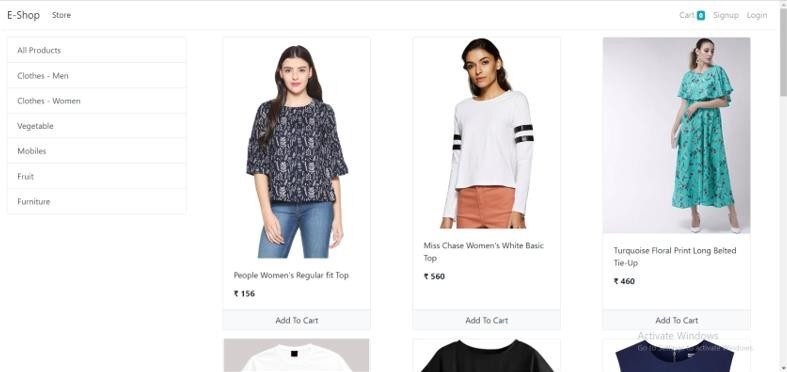 E-Shop Store Cart 0 Signup Login
All Products
Clothes - Men
Clothes - Women
Vegetable
Mobiles
Fruit
Furniture
People Women's Regular fit Top
₹ 156
Add To Cart
Miss Chase Women's White Basic
Top
₹ 560
Add To Cart
Turquoise Floral Print Long Belted
Tie-Up
₹ 460
Add To Cart
Activate Windows
Go to Settings to activate Windows.